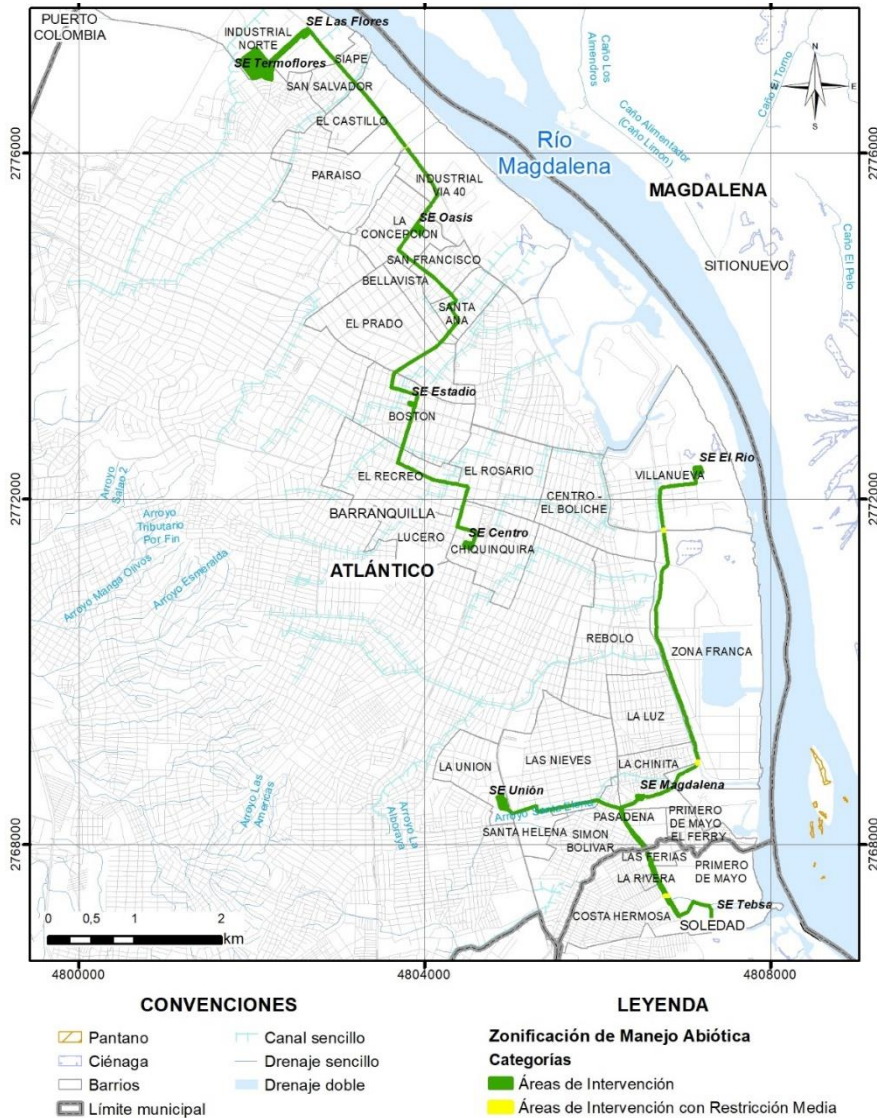 PUERTO
COLOMBIA
INDUSTRIAL
NORTE
SE Las Flores
SE Termoflores
SIAPE
SAN SALVADOR
EL CASTILLO
PARAISO
INDUSTRIAL
VIA 40
LA
CONCEPCION
SE Oasis
SAN FRANCISCO
BELLAVISTA
SANTA
ANA
EL PRADO
SE Estadio
BOSTON
EL RECREO
EL ROSARIO
BARRANQUILLA
LUCERO
SE Centro
CHIQUINQUIRA
ATLÁNTICO
CENTRO -
EL BOLICHE
VILLANUEVA
SE El Rio
REBOLO
ZONA FRANCA
LA LUZ
LA UNION
LAS NIEVES
LA CHINITA
SE Unión
SE Magdalena
Arroyo Santa Elena
PASADENA
SANTA HELENA
SIMON
BOLIVAR
PRIMERO
DE MAYO
EL FERRY
LAS FERIAS
LA RIVERA
PRIMERO
DE MAYO
COSTA HERMOSA
SE Tebsa
SOLEDAD
Río
Magdalena
MAGDALENA
SITIONUEVO
Caño Los
Almendros
Caño Alimentador
(Caño Limón)
Caño El Torno
Caño El Pelo
N
W
E
S
Arroyo
Salao 2
Arroyo
Tributario
Por Fin
Arroyo Manga Olivos
Arroyo Esmeralda
Arroyo Las
Americas
Arroyo La
Alboraya
2776000
2772000
2768000
2776000
2772000
2768000
0 0,5 1 2
km
4800000 4804000 4808000
CONVENCIONES
Pantano
Ciénaga
Barrios
Límite municipal
Canal sencillo
Drenaje sencillo
Drenaje doble
LEYENDA
Zonificación de Manejo Abiótica
Categorías
Áreas de Intervención
Áreas de Intervención con Restricción Media